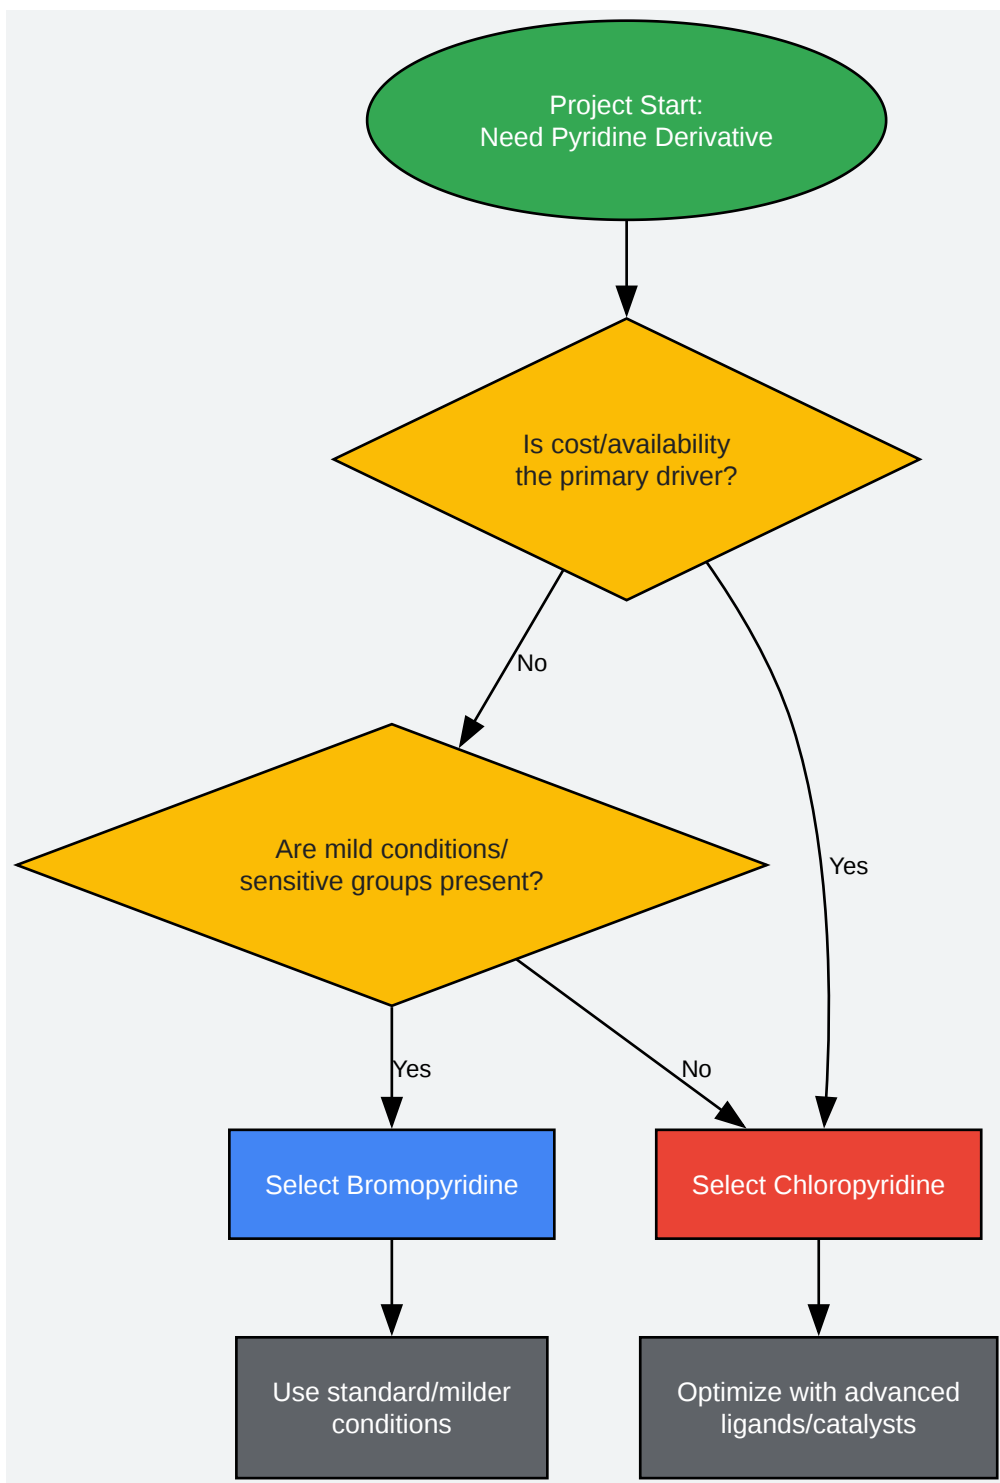 Project Start:
Need Pyridine Derivative
Is cost/availability
the primary driver?
No
Are mild conditions/
sensitive groups present?
Yes
Yes
No
Select Bromopyridine
Select Chloropyridine
Use standard/milder
conditions
Optimize with advanced
ligands/catalysts